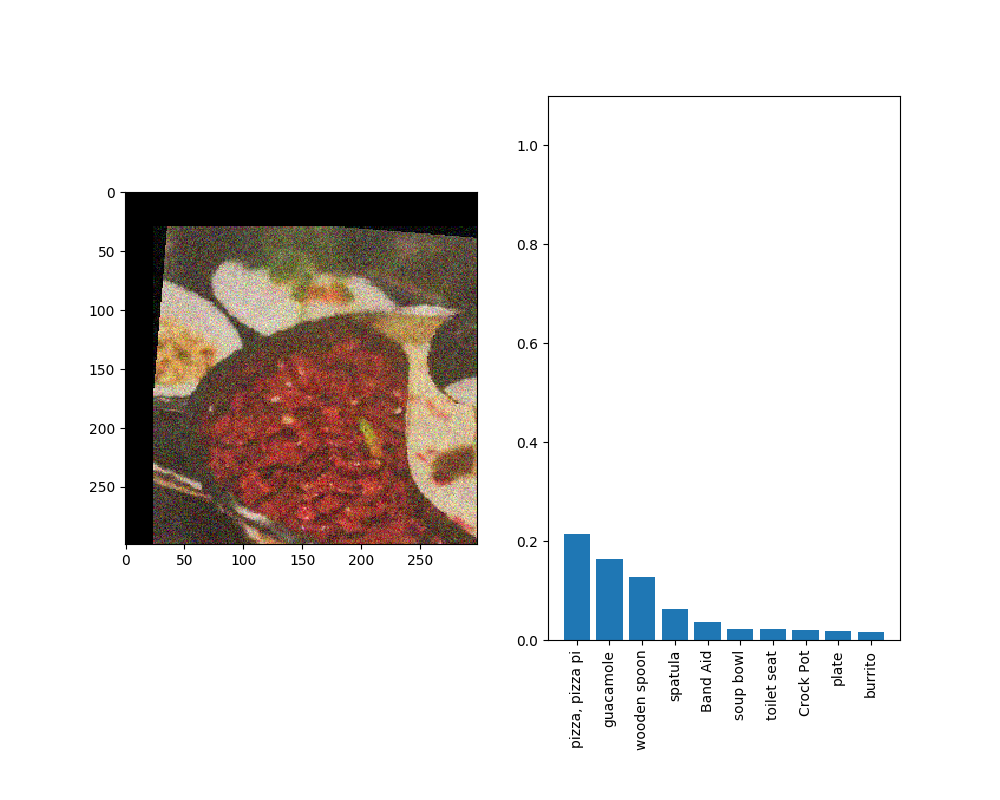 0
50
100
150
200
250
0 50 100 150 200 250
1.0
0.8
0.6
0.4
0.2
0.0
pizza, pizza pi
guacamole
wooden spoon
spatula
Band Aid
soup bowl
toilet seat
Crock Pot
plate
burrito